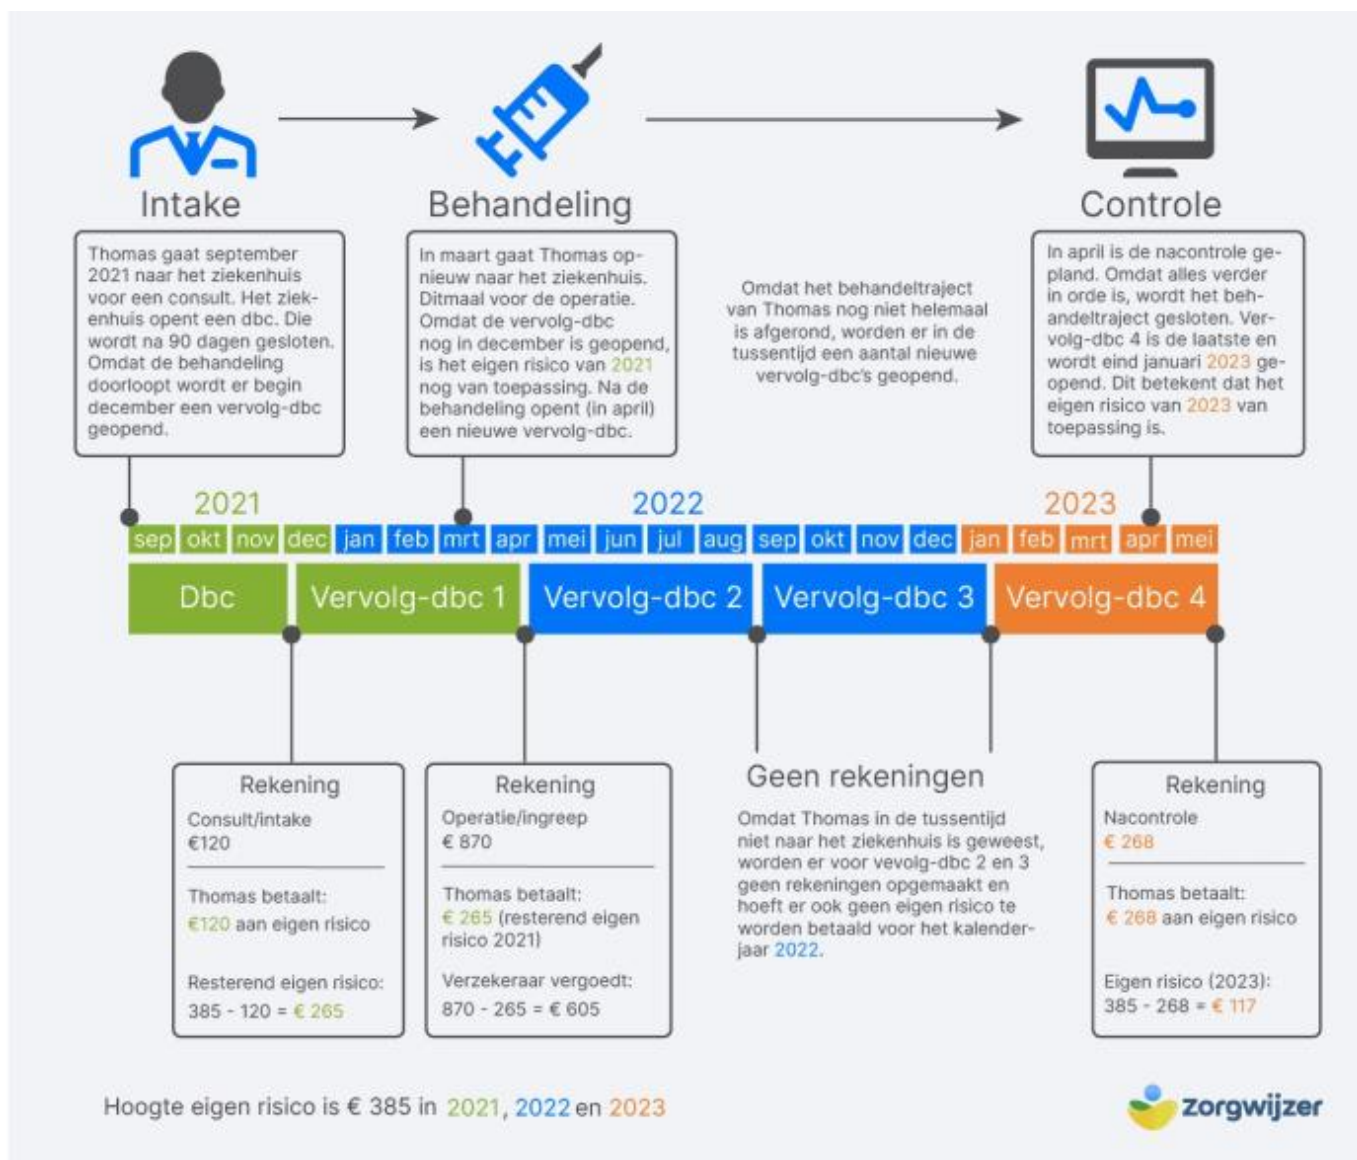 Intake
Thomas gaat september
2021 naar het ziekenhuis
voor een consult. Het ziek-
enhuis opent een dbc. Die
wordt na 90 dagen gesloten.
Omdat de behandeling
doorloopt wordt er begin
december een vervolg-dbc
geopend.
Behandeling
In maart gaat Thomas op-
nieuw naar het ziekenhuis.
Ditmaal voor de operatie.
Omdat de vervolg-dbc
nog in december is geopend,
is het eigen risico van 2021
nog van toepassing. Na de
behandeling opent (in april)
een nieuwe vervolg-dbc.
Omdat het behandeltraject
van Thomas nog niet helemaal
is afgerond, worden er in de
tussentijd een aantal nieuwe
vervolg-dbc's geopend.
Controle
In april is de nacontrole ge-
pland. Omdat alles verder
in orde is, wordt het beh-
andeltraject gesloten. Ver-
volg-dbc 4 is de laatste en
wordt eind januari 2023 ge-
opend. Dit betekent dat het
eigen risico van 2023 van
toepassing is.
2021 2022 2023
sep okt nov dec jan feb mrt apr mei jun jul aug sep okt nov dec jan feb mrt apr mei
Dbc Vervolg-dbc 1 Vervolg-dbc 2 Vervolg-dbc 3 Vervolg-dbc 4
Rekening
Consult/intake
€120
Thomas betaalt:
€120 aan eigen risico
Resterend eigen risico:
385 - 120 = € 265
Rekening
Operatie/ingreep
€ 870
Thomas betaalt:
€ 265 (resterend eigen
risico 2021)
Verzekeraar vergoedt:
870 - 265 = € 605
Geen rekeningen
Omdat Thomas in de tussentijd
niet naar het ziekenhuis is geweest,
worden er voor vevolg-dbc 2 en 3
geen rekeningen opgemaakt en
hoeft er ook geen eigen risico te
worden betaald voor het kalender-
jaar 2022.
Rekening
Nacontrole
€ 268
Thomas betaalt:
€ 268 aan eigen risico
Eigen risico (2023):
385 - 268 = € 117
Hoogte eigen risico is € 385 in 2021, 2022 en 2023
zorgwijzer